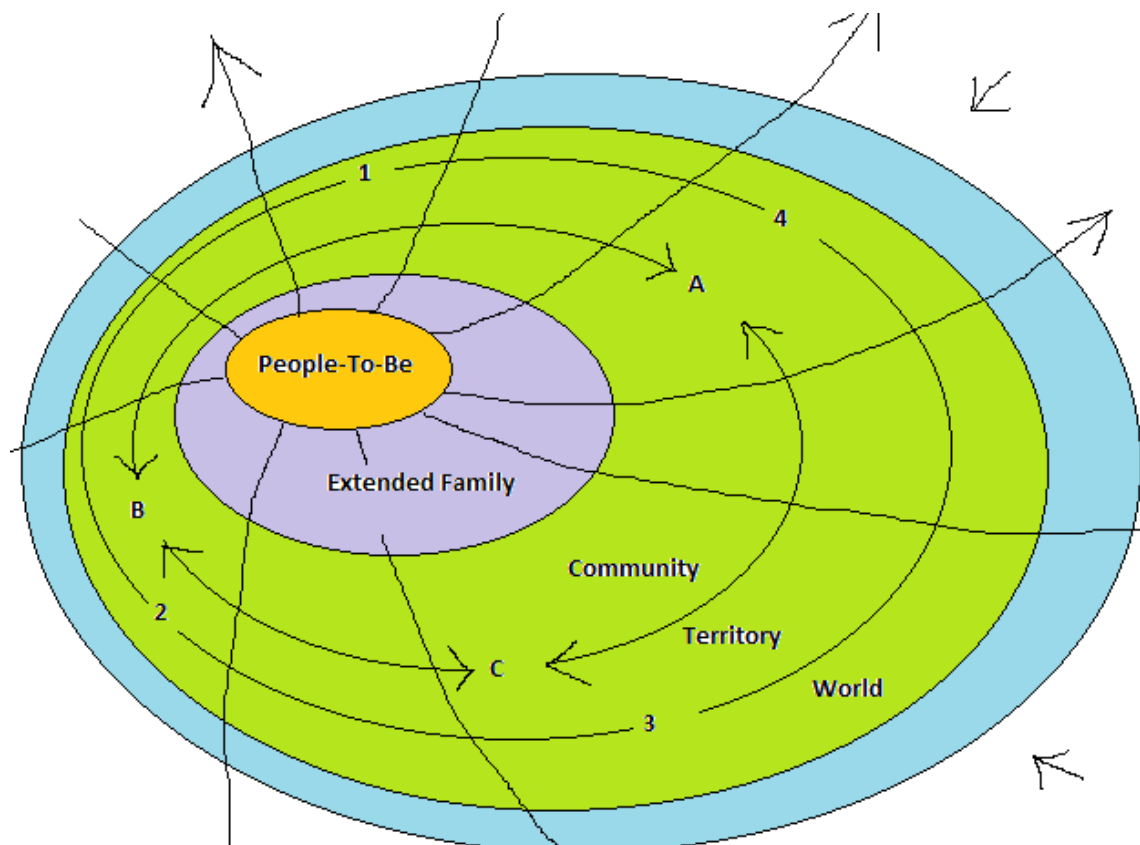 1
4
A
People-To-Be
Extended Family
B
Community
2
Territory
C
World
3